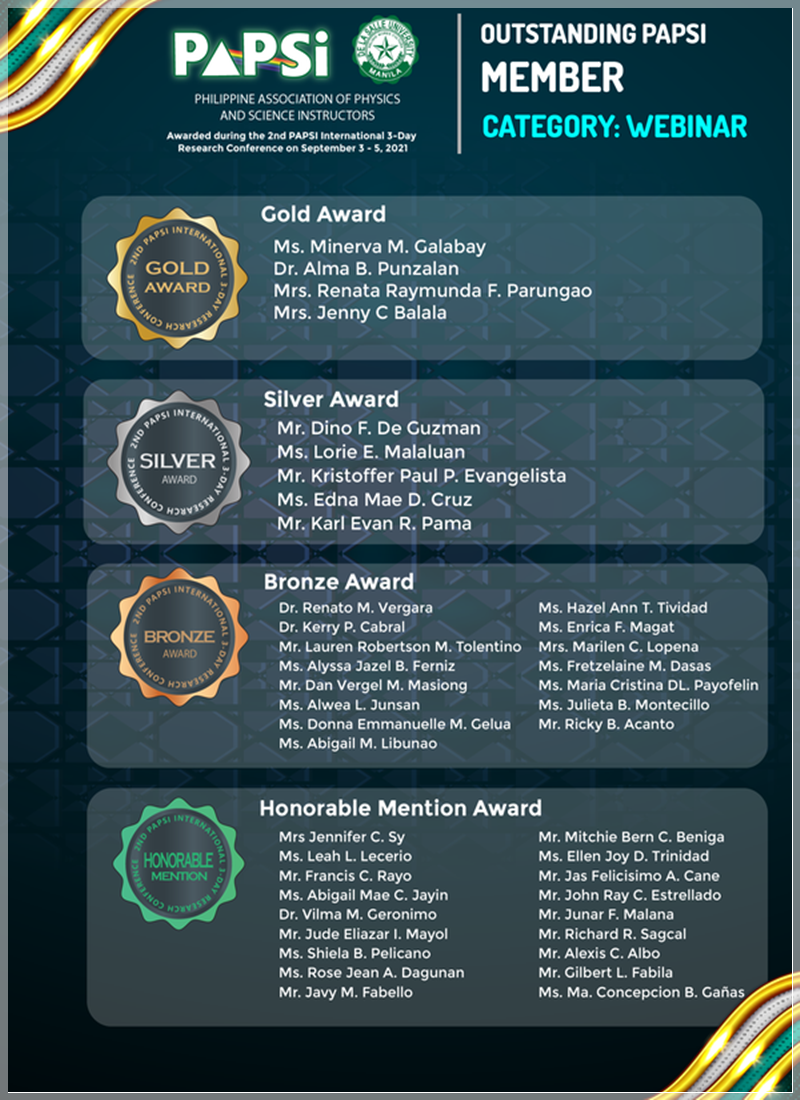 PAPSi
DE LA SALLE UNIVERSITY
MANILA
PHILIPPINE ASSOCIATION OF PHYSICS
AND SCIENCE INSTRUCTORS
Awarded during the 2nd PAPSI International 3-Day
Research Conference on September 3 - 5, 2021
OUTSTANDING PAPSI
MEMBER
CATEGORY: WEBINAR
2ND PAPSI INTERNATIONAL 3-DAY RESEARCH CONFERENCE
GOLD
AWARD
Gold Award
Ms. Minerva M. Galabay
Dr. Alma B. Punzalan
Mrs. Renata Raymunda F. Parungao
Mrs. Jenny C Balala
2ND PAPSI INTERNATIONAL 3-DAY RESEARCH CONFERENCE
SILVER
AWARD
Silver Award
Mr. Dino F. De Guzman
Ms. Lorie E. Malaluan
Mr. Kristoffer Paul P. Evangelista
Ms. Edna Mae D. Cruz
Mr. Karl Evan R. Pama
2ND PAPSI INTERNATIONAL 3-DAY RESEARCH CONFERENCE
BRONZE
AWARD
Bronze Award
Dr. Renato M. Vergara
Dr. Kerry P. Cabral
Mr. Lauren Robertson M. Tolentino
Ms. Alyssa Jazel B. Ferniz
Mr. Dan Vergel M. Masiong
Ms. Alwea L. Junsan
Ms. Donna Emmanuelle M. Gelua
Ms. Abigail M. Libunao
Ms. Hazel Ann T. Tividad
Ms. Enrica F. Magat
Mrs. Marilen C. Lopena
Ms. Fretzelaine M. Dasas
Ms. Maria Cristina DL. Payofelin
Ms. Julieta B. Montecillo
Mr. Ricky B. Acanto
2ND PAPSI INTERNATIONAL 3-DAY RESEARCH CONFERENCE
HONORABLE
MENTION
Honorable Mention Award
Mrs Jennifer C. Sy
Ms. Leah L. Lecerio
Mr. Francis C. Rayo
Ms. Abigail Mae C. Jayin
Dr. Vilma M. Geronimo
Mr. Jude Eliazar I. Mayol
Ms. Shiela B. Pelicano
Ms. Rose Jean A. Dagunan
Mr. Javy M. Fabello
Mr. Mitchie Bern C. Beniga
Ms. Ellen Joy D. Trinidad
Mr. Jas Felicisimo A. Cane
Mr. John Ray C. Estrellado
Mr. Junar F. Malana
Mr. Richard R. Sagcal
Mr. Alexis C. Albo
Mr. Gilbert L. Fabila
Ms. Ma. Concepcion B. Gañas